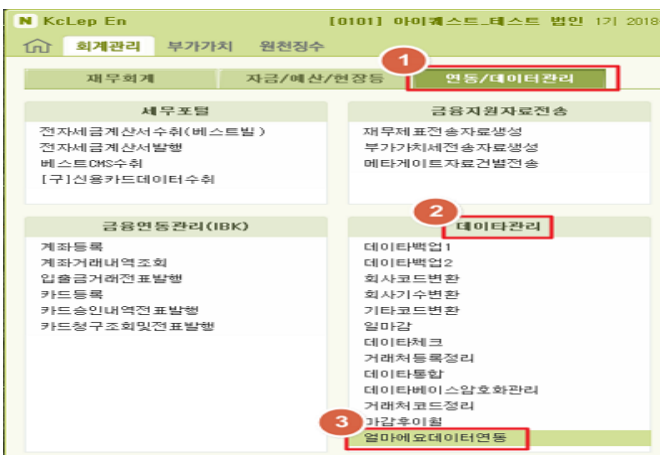 KcLep En
[0101] 아이퀘스트_테스트 법인 1기 2018
회계관리 부가가치 원천징수
1
재무회계 자금/예산/현장등 연동/데이터관리
세무포털
전자세금계산서수취(베스트빌)
전자세금계산서발행
베스트CMS수취
[구]신용카드데이터수취
금융지원자료전송
재무제표전송자료생성
부가가치세전송자료생성
메타게이트자료건별전송
금융연동관리(IBK)
계좌등록
계좌거래내역조회
입출금거래전표발행
카드등록
카드승인내역전표발행
카드청구조회및전표발행
2
데이타관리
데이타백업1
데이타백업2
회사코드변환
회사기수변환
기타코드변환
일마감
데이타체크
거래처등록정리
데이타통합
데이타베이스암호화관리
거래처코드정리
3
마감후이월
얼마에요데이터연동